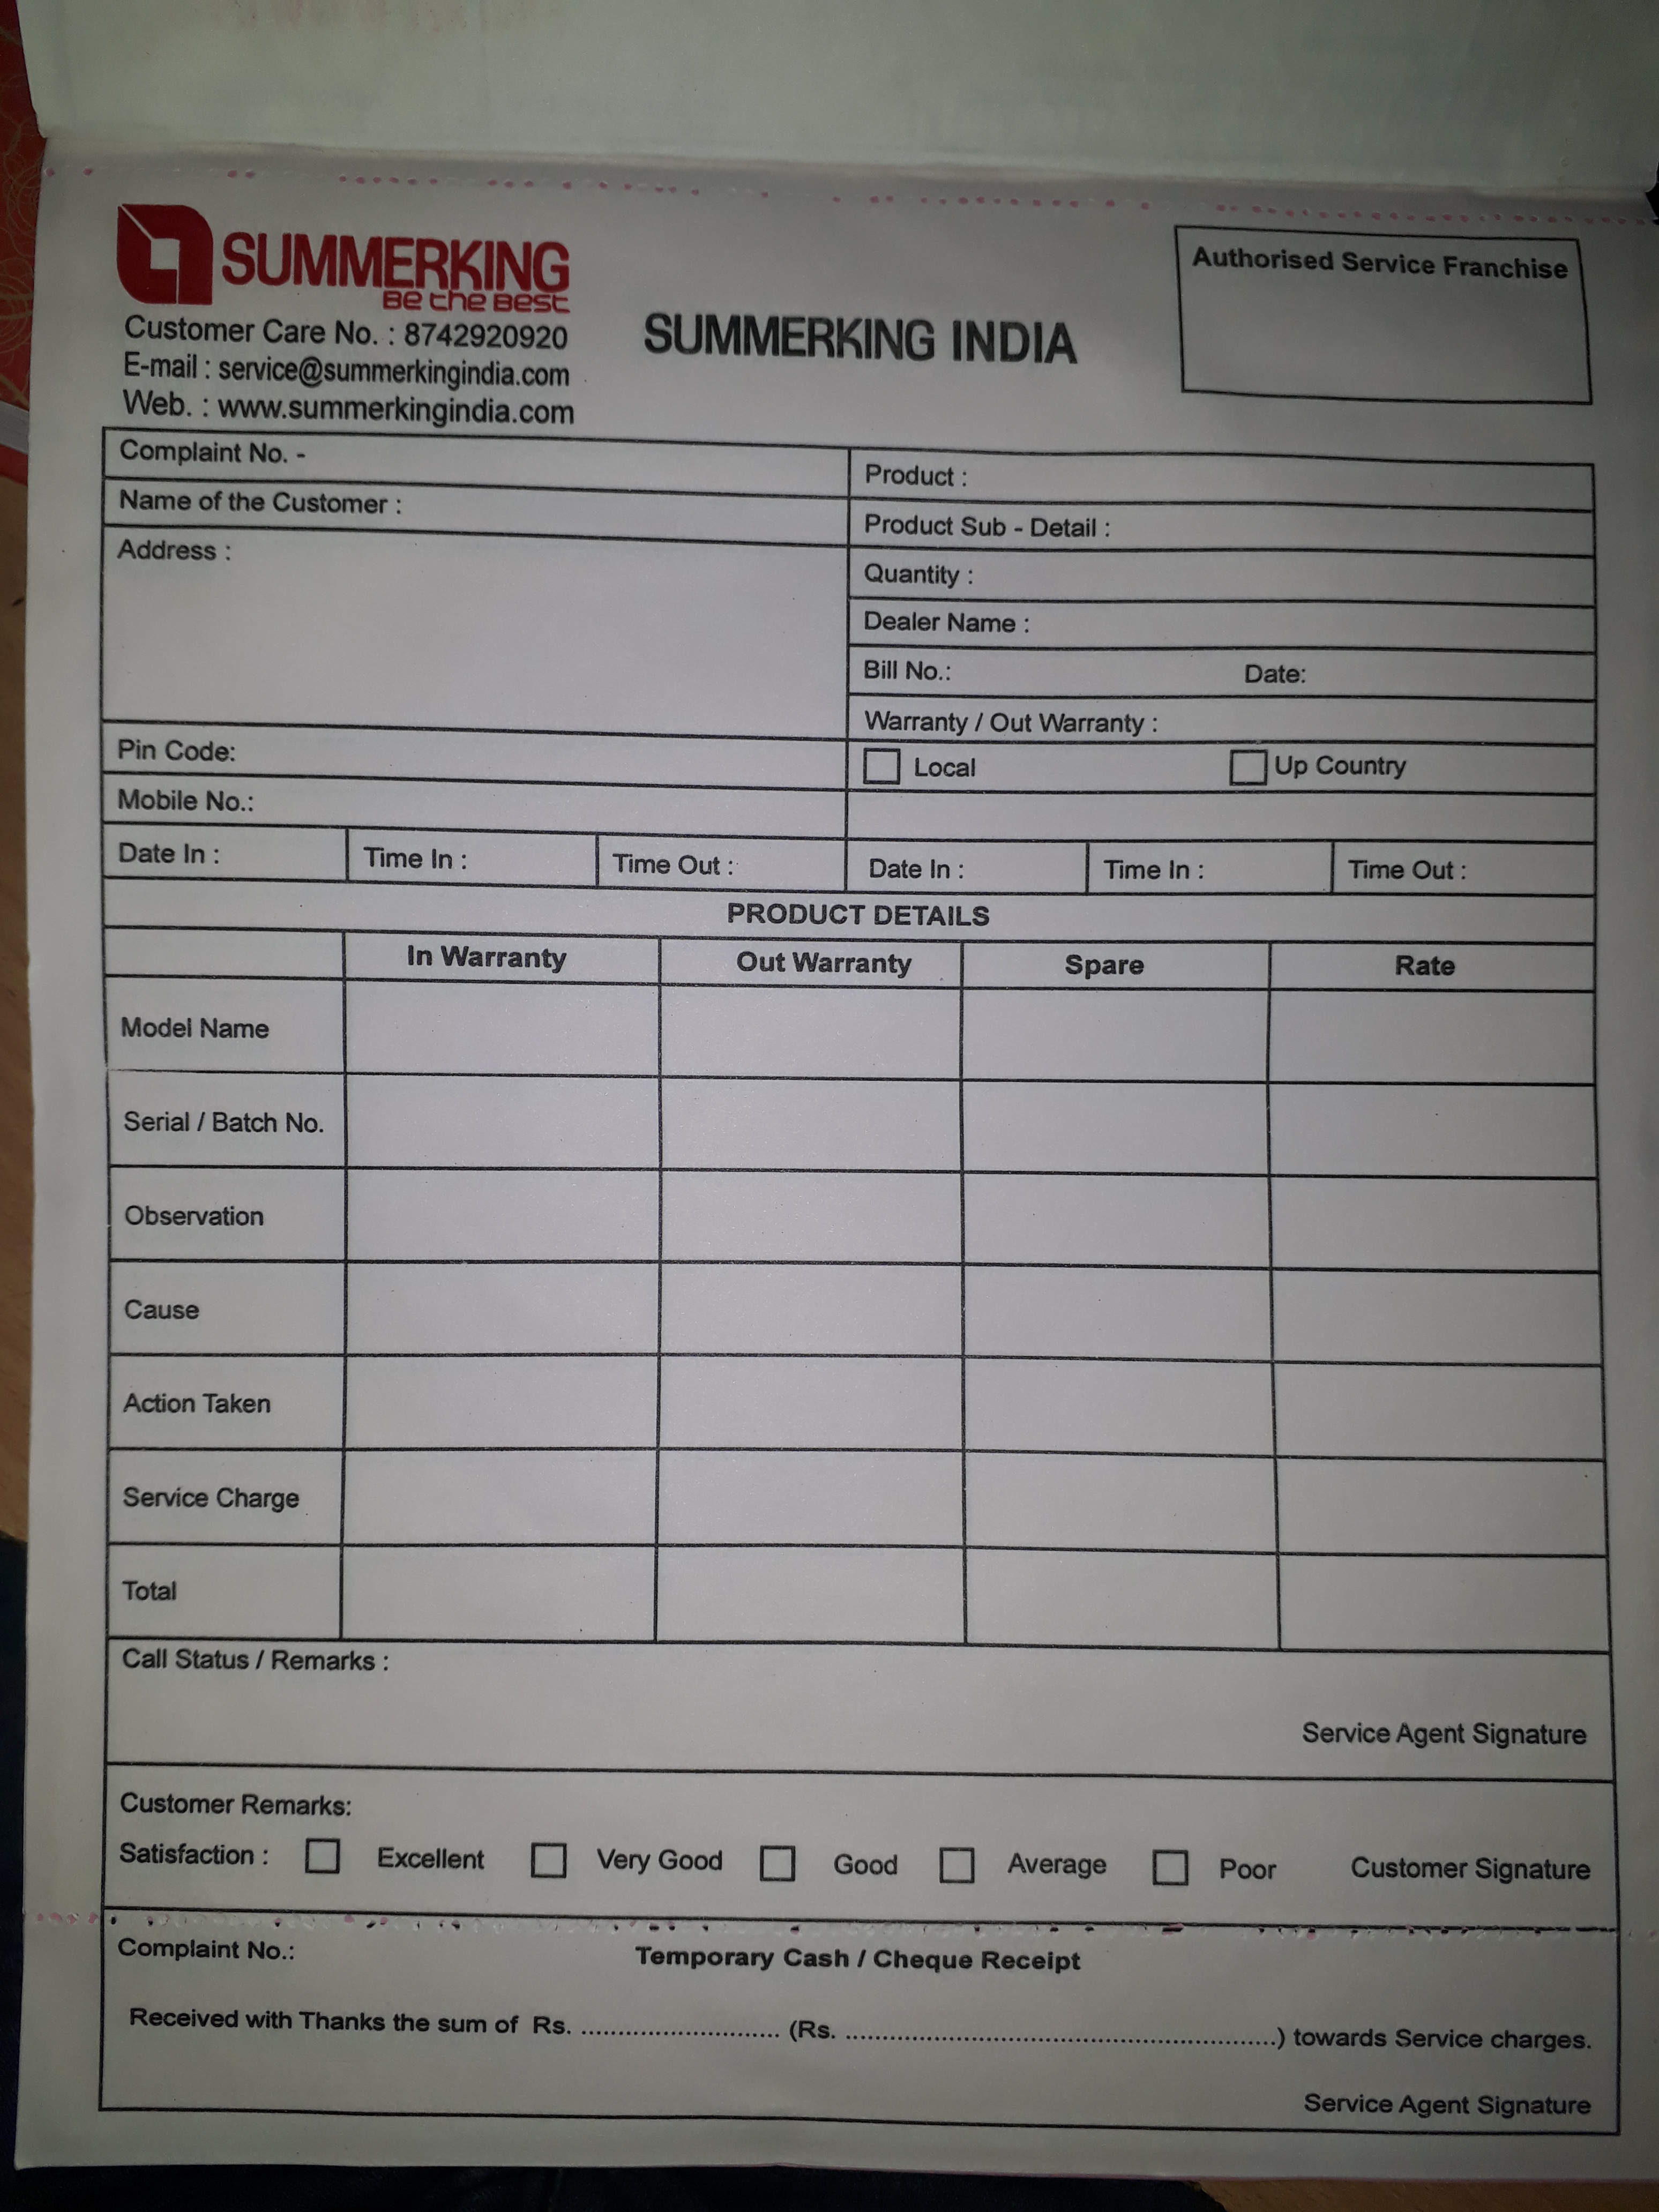 SUMMERKING
Be the Best
Customer Care No. : 8742920920
E-mail : service@summerkingindia.com
Web. : www.summerkingindia.com
SUMMERKING INDIA
Authorised Service Franchise
Complaint No. -
Name of the Customer :
Address :
Pin Code:
Mobile No.:
Product :
Product Sub - Detail :
Quantity :
Dealer Name :
Bill No.: Date:
Warranty / Out Warranty :
Local Up Country
Date In : Time In : Time Out : Date In : Time In : Time Out :
PRODUCT DETAILS
In Warranty Out Warranty Spare Rate
Model Name
Serial / Batch No.
Observation
Cause
Action Taken
Service Charge
Total
Call Status / Remarks :
Service Agent Signature
Customer Remarks:
Satisfaction : Excellent Very Good Good Average Poor Customer Signature
Complaint No.: Temporary Cash / Cheque Receipt
Received with Thanks the sum of Rs. ............................ (Rs. ......................................................) towards Service charges.
Service Agent Signature